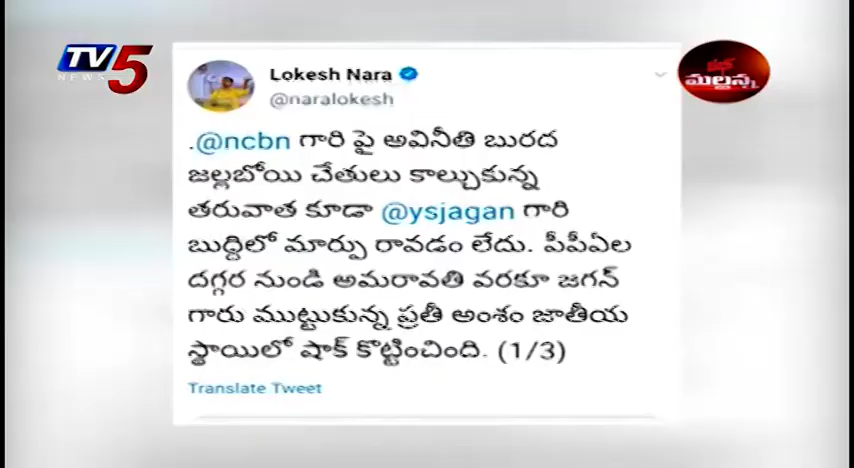 TV5
NEWS
మల్లన్న
Lokesh Nara
@naralokesh
.@ncbn గారి పై అవినీతి బురద
జల్లబోయి చేతులు కాల్చుకున్న
తరువాత కూడా @ysjagan గారి
బుద్దిలో మార్పు రావడం లేదు. పీపీఏల
దగ్గర నుండి అమరావతి వరకూ జగన్
గారు ముట్టుకున్న ప్రతీ అంశం జాతీయ
స్థాయిలో షాక్ కొట్టించింది. (1/3)
Translate Tweet